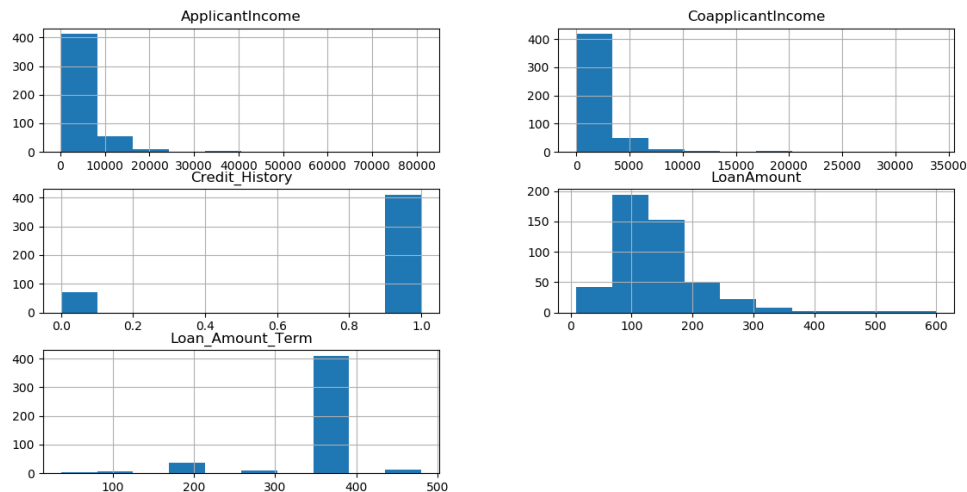 ApplicantIncome
400
300
200
100
0
0 10000 20000 30000 40000 50000 60000 70000 80000
CoapplicantIncome
400
300
200
100
0
0 5000 10000 15000 20000 25000 30000 35000
Credit_History
400
300
200
100
0
0.0 0.2 0.4 0.6 0.8 1.0
LoanAmount
200
150
100
50
0
0 100 200 300 400 500 600
Loan_Amount_Term
400
300
200
100
0
100 200 300 400 500